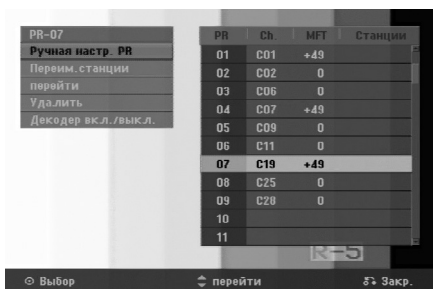 PR-07
Ручная настр. PR
Переим.станции
перейти
Удалить
Декодер вкл./выкл.
PR Ch. MFT Станции
01 C01 +49
02 C02 0
03 C06 0
04 C07 +49
05 C09 0
06 C11 0
07 C19 +49
08 C25 0
09 C28 0
10
11
R-5
Выбор перейти Закр.